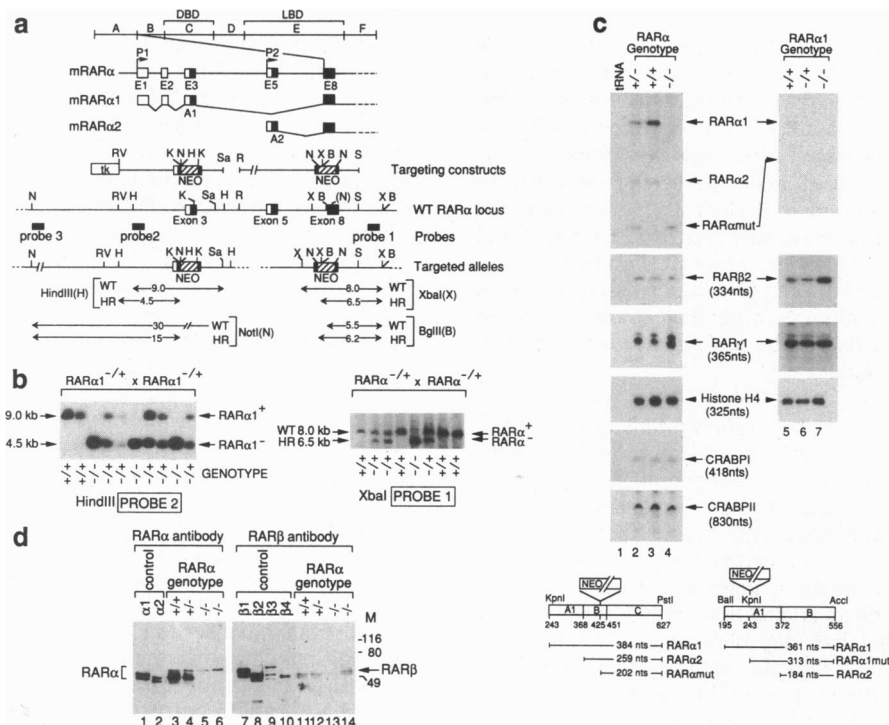 a
DBD
LBD
A B C D E F
P1
P2
mRARα
E1 E2 E3 E5 E8
mRARα1
A1
mRARα2
A2
RV K N H K Sa R N X B N S
tk
NEO
NEO
Targeting constructs
N RV H K Sa H R X B (N) S X B
WT RARα locus
Exon 3 Exon 5 Exon 8
probe 3 probe2 probe 1
Probes
N RV H K N H K Sa H X N X B N S X B
Targeted alleles
NEO
NEO
HindIII(H)
WT 9.0
HR 4.5
8.0 WT
6.5 HR
XbaI(X)
30 WT
15 HR
NotI(N)
5.5 WT
6.2 HR
BglII(B)
b
RARα1-/+ x RARα1-/+
9.0 kb
RARα1+
4.5 kb
RARα1-
GENOTYPE
HindIII PROBE 2
RARα-/+ x RARα-/+
WT 8.0 kb
HR 6.5 kb
RARα+
RARα-
XbaI PROBE 1
c
RARα
Genotype
tRNA +/- +/+ -/-
RARα1
Genotype
+/+ +/- -/-
RARα1
RARα2
RARαmut
RARβ2
(334nts)
RARγ1
(365nts)
Histone H4
(325nts)
5 6 7
CRABPI
(418nts)
CRABPII
(830nts)
1 2 3 4
NEO
KpnI PstI
A1 B C
243 368 425 451 627
384 nts RARα1
259 nts RARα2
202 nts RARαmut
NEO
BalI KpnI AccI
A1 B
195 243 372 556
361 nts RARα1
313 nts RARα1mut
184 nts RARα2
d
RARα antibody
control
RARα
genotype
α1 α2 +/+ +/- -/- -/-
RARα
1 2 3 4 5 6
RARβ antibody
control
RARα
genotype
β1 β2 β3 β4 +/+ +/- -/- -/-
M
116
80
RARβ
49
7 8 9 10 11 12 13 14